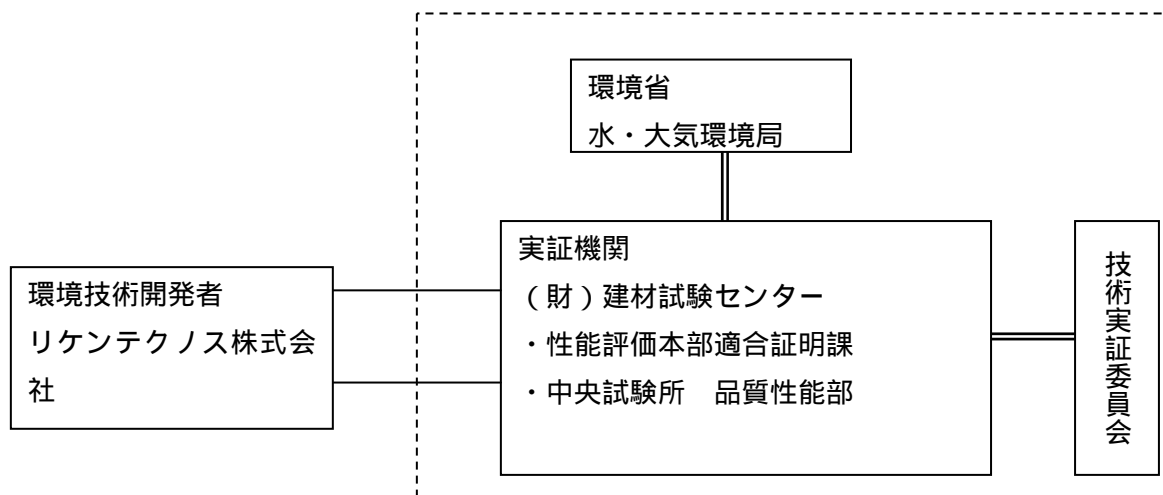 環境省
水・大気環境局
環境技術開発者
リケンテクノス株式会
社
実証機関
（財）建材試験センター
・性能評価本部適合証明課
・中央試験所　品質性能部
技術実証委員会